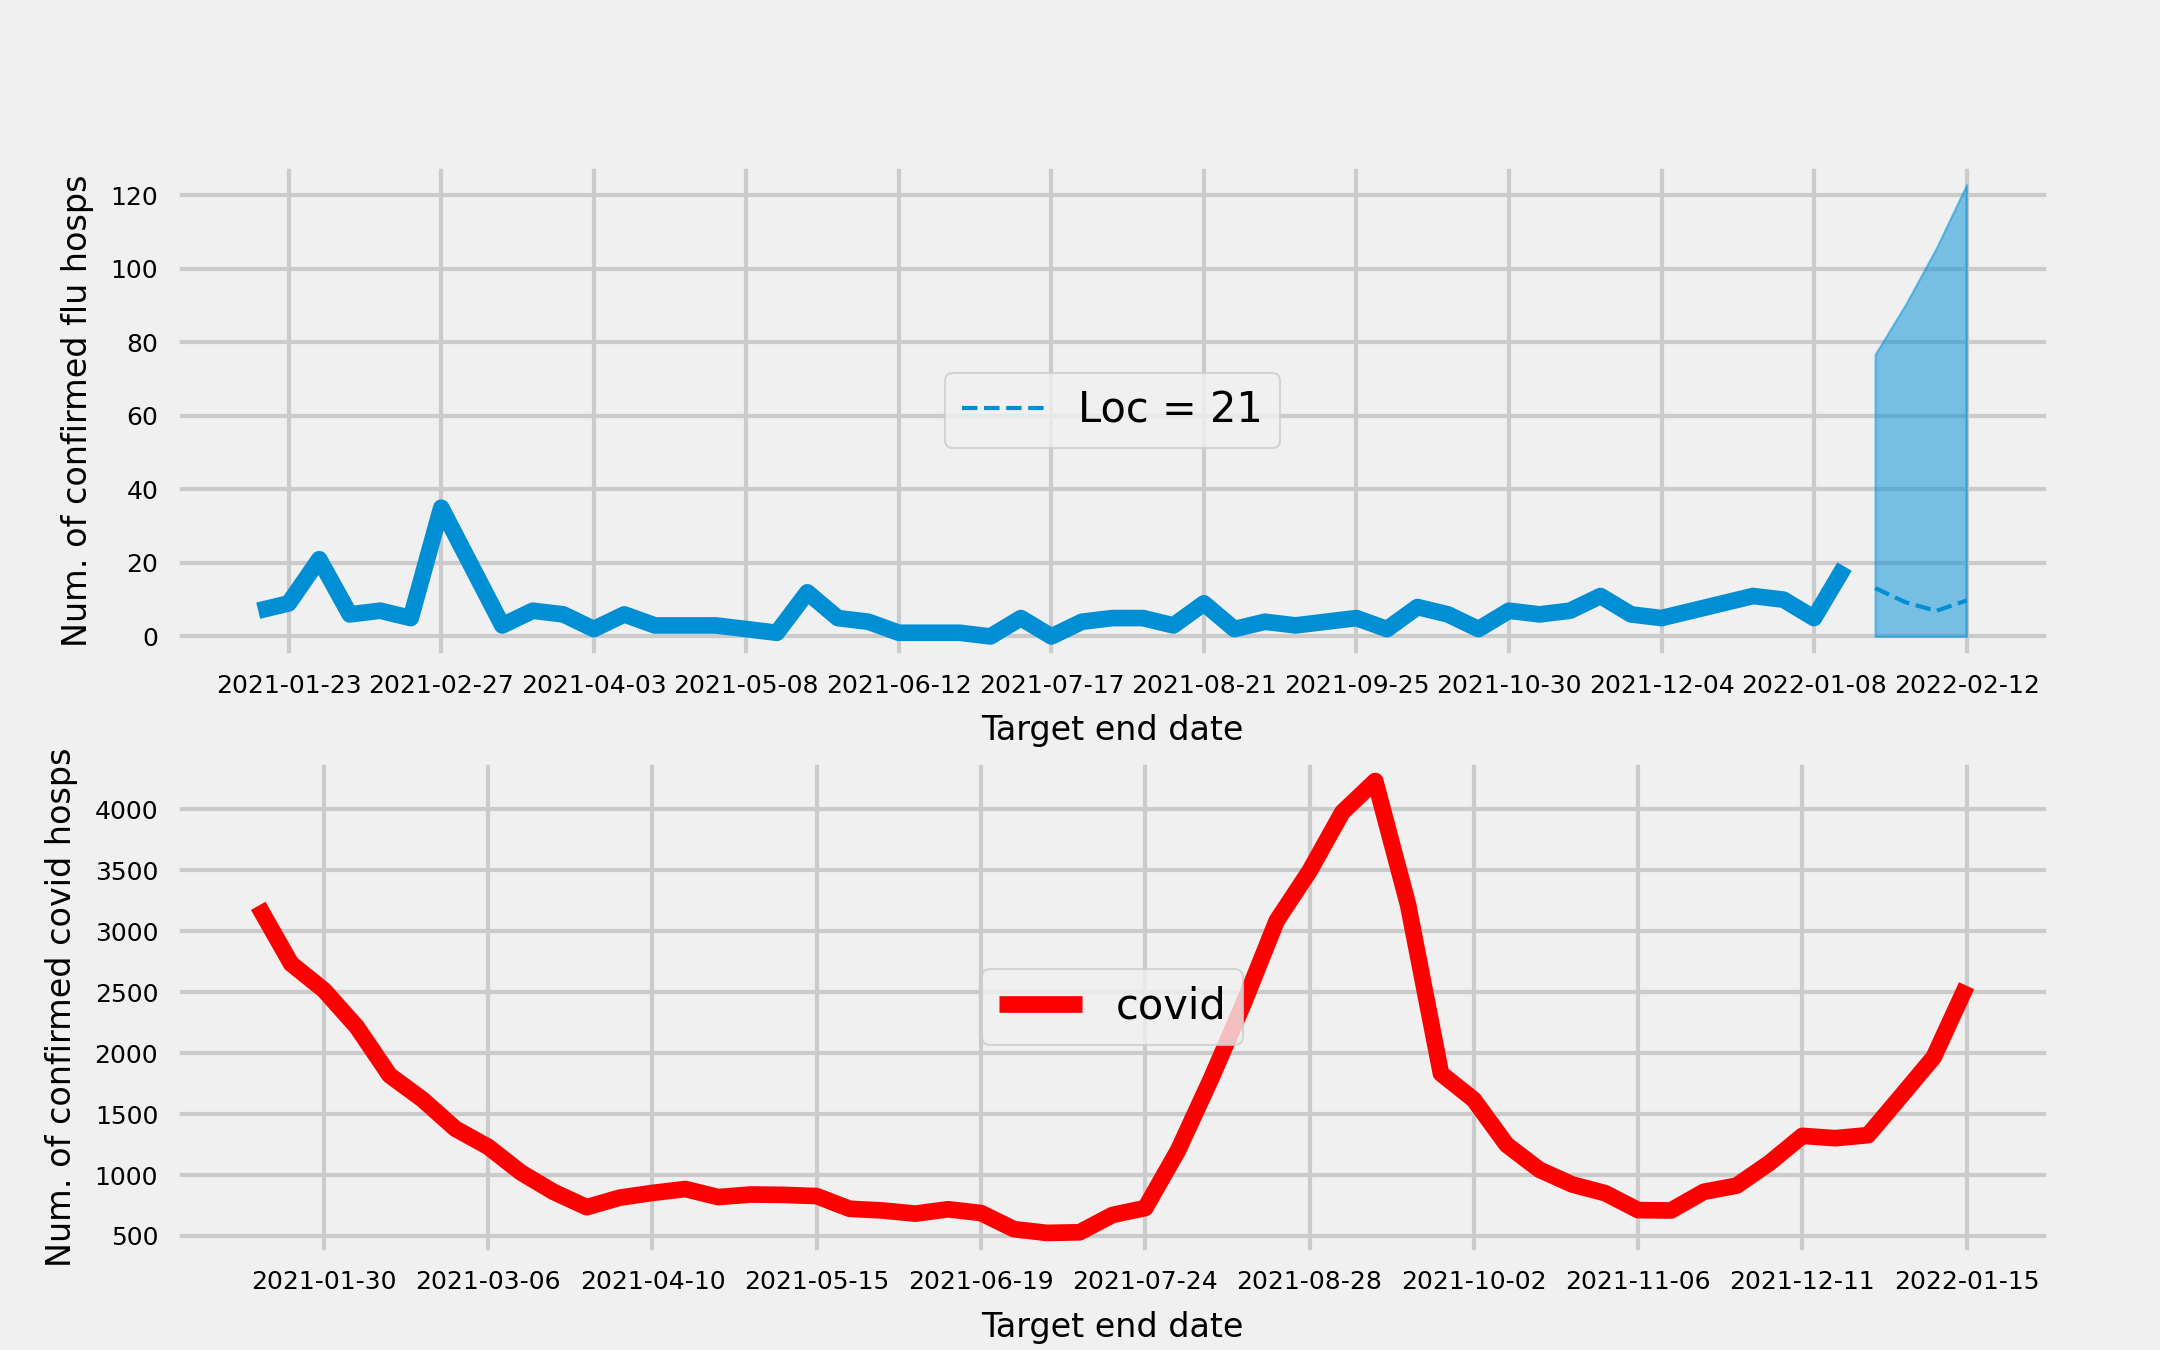 Num. of confirmed flu hosps
120
100
80
60
40
20
0
Loc = 21
2021-01-23 2021-02-27 2021-04-03 2021-05-08 2021-06-12 2021-07-17 2021-08-21 2021-09-25 2021-10-30 2021-12-04 2022-01-08 2022-02-12
Target end date
Num. of confirmed covid hosps
4000
3500
3000
2500
2000
1500
1000
500
covid
2021-01-30 2021-03-06 2021-04-10 2021-05-15 2021-06-19 2021-07-24 2021-08-28 2021-10-02 2021-11-06 2021-12-11 2022-01-15
Target end date